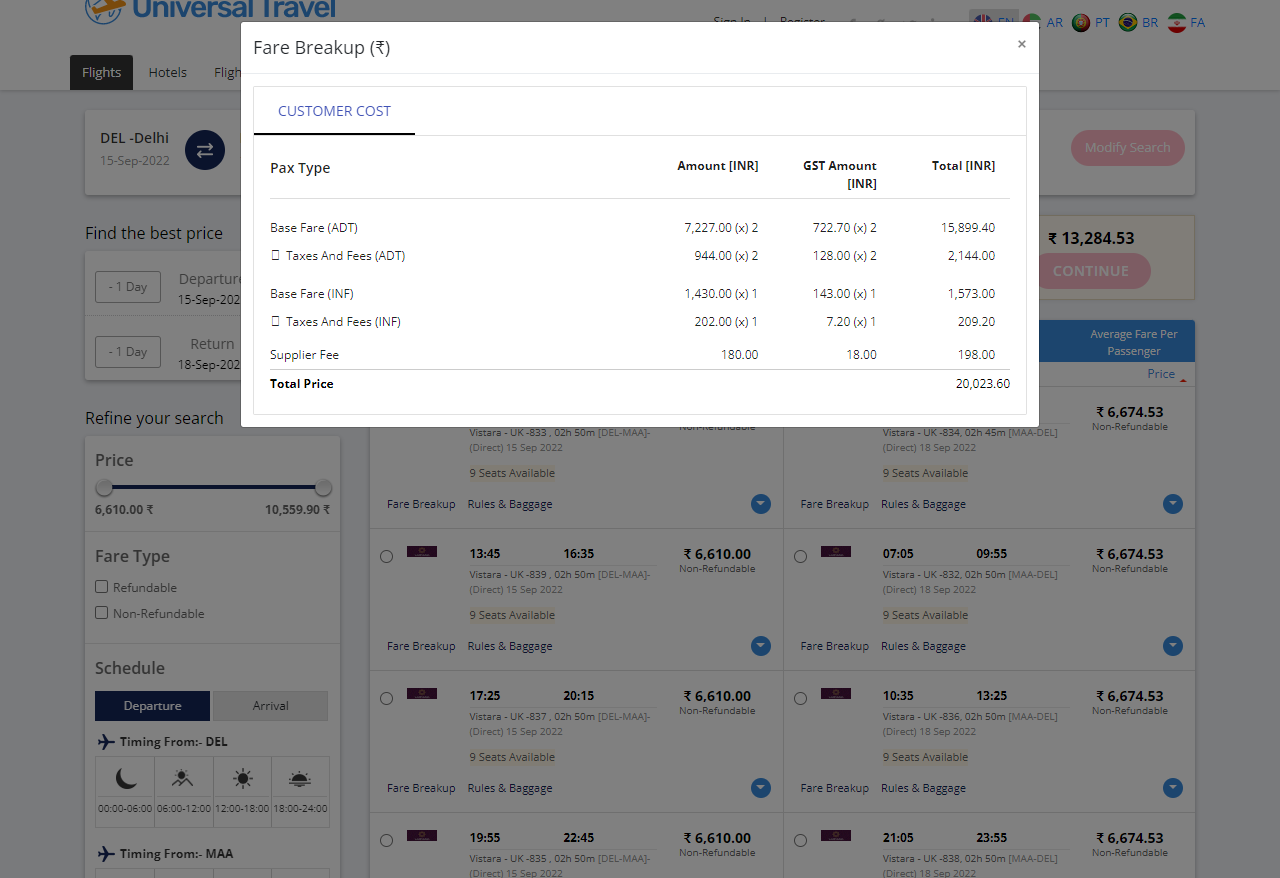 Universal Travel
Sign In | Register EN AR PT BR FA
Flights Hotels Fligh
Fare Breakup (₹) ×
CUSTOMER COST
Pax Type Amount [INR] GST Amount [INR] Total [INR]
Base Fare (ADT) 7,227.00 (x) 2 722.70 (x) 2 15,899.40
Taxes And Fees (ADT) 944.00 (x) 2 128.00 (x) 2 2,144.00
Base Fare (INF) 1,430.00 (x) 1 143.00 (x) 1 1,573.00
Taxes And Fees (INF) 202.00 (x) 1 7.20 (x) 1 209.20
Supplier Fee 180.00 18.00 198.00
Total Price 20,023.60
DEL -Delhi
15-Sep-2022
Modify Search
Find the best price
- 1 Day Departure
15-Sep-202
- 1 Day Return
18-Sep-202
₹ 13,284.53
CONTINUE
Average Fare Per
Passenger
Price
Refine your search
Price
6,610.00 ₹ 10,559.90 ₹
Fare Type
Refundable
Non-Refundable
Schedule
Departure Arrival
Timing From:- DEL
00:00-06:00 06:00-12:00 12:00-18:00 18:00-24:00
Timing From:- MAA
Non-Refundable
Vistara - UK -833 , 02h 50m [DEL-MAA]-
(Direct) 15 Sep 2022
9 Seats Available
Fare Breakup Rules & Baggage
₹ 6,674.53
Non-Refundable
Vistara - UK -834, 02h 45m [MAA-DEL]
(Direct) 18 Sep 2022
9 Seats Available
Fare Breakup Rules & Baggage
13:45 16:35 ₹ 6,610.00
Non-Refundable
Vistara - UK -839 , 02h 50m [DEL-MAA]-
(Direct) 15 Sep 2022
9 Seats Available
Fare Breakup Rules & Baggage
07:05 09:55 ₹ 6,674.53
Non-Refundable
Vistara - UK -832, 02h 50m [MAA-DEL]
(Direct) 18 Sep 2022
9 Seats Available
Fare Breakup Rules & Baggage
17:25 20:15 ₹ 6,610.00
Non-Refundable
Vistara - UK -837 , 02h 50m [DEL-MAA]-
(Direct) 15 Sep 2022
9 Seats Available
Fare Breakup Rules & Baggage
10:35 13:25 ₹ 6,674.53
Non-Refundable
Vistara - UK -836, 02h 50m [MAA-DEL]
(Direct) 18 Sep 2022
9 Seats Available
Fare Breakup Rules & Baggage
19:55 22:45 ₹ 6,610.00
Non-Refundable
Vistara - UK -835 , 02h 50m [DEL-MAA]-
(Direct) 15 Sep 2022
21:05 23:55 ₹ 6,674.53
Non-Refundable
Vistara - UK -838, 02h 50m [MAA-DEL]
(Direct) 18 Sep 2022